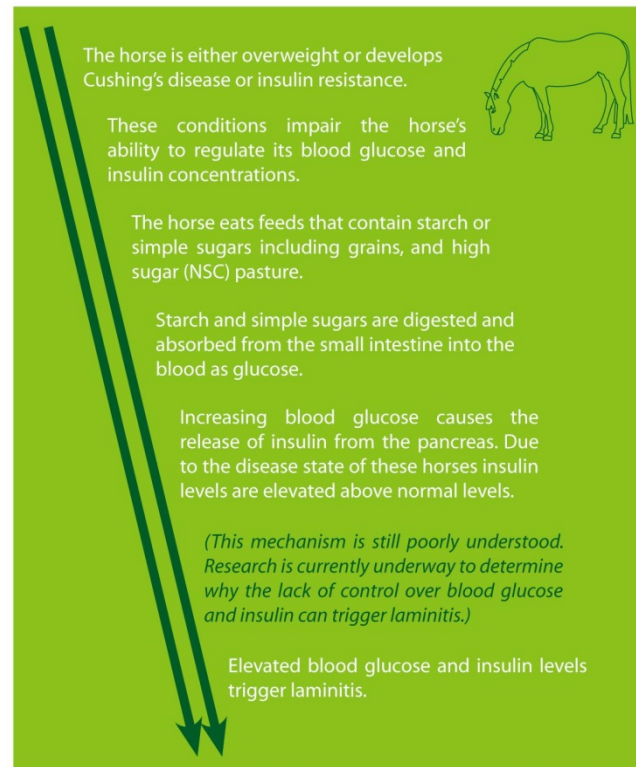 The horse is either overweight or develops
Cushing's disease or insulin resistance.
These conditions impair the horse's
ability to regulate its blood glucose and
insulin concentrations.
The horse eats feeds that contain starch or
simple sugars including grains, and high
sugar (NSC) pasture.
Starch and simple sugars are digested and
absorbed from the small intestine into the
blood as glucose.
Increasing blood glucose causes the
release of insulin from the pancreas. Due
to the disease state of these horses insulin
levels are elevated above normal levels.
(This mechanism is still poorly understood.
Research is currently underway to determine
why the lack of control over blood glucose
and insulin can trigger laminitis.)
Elevated blood glucose and insulin levels
trigger laminitis.